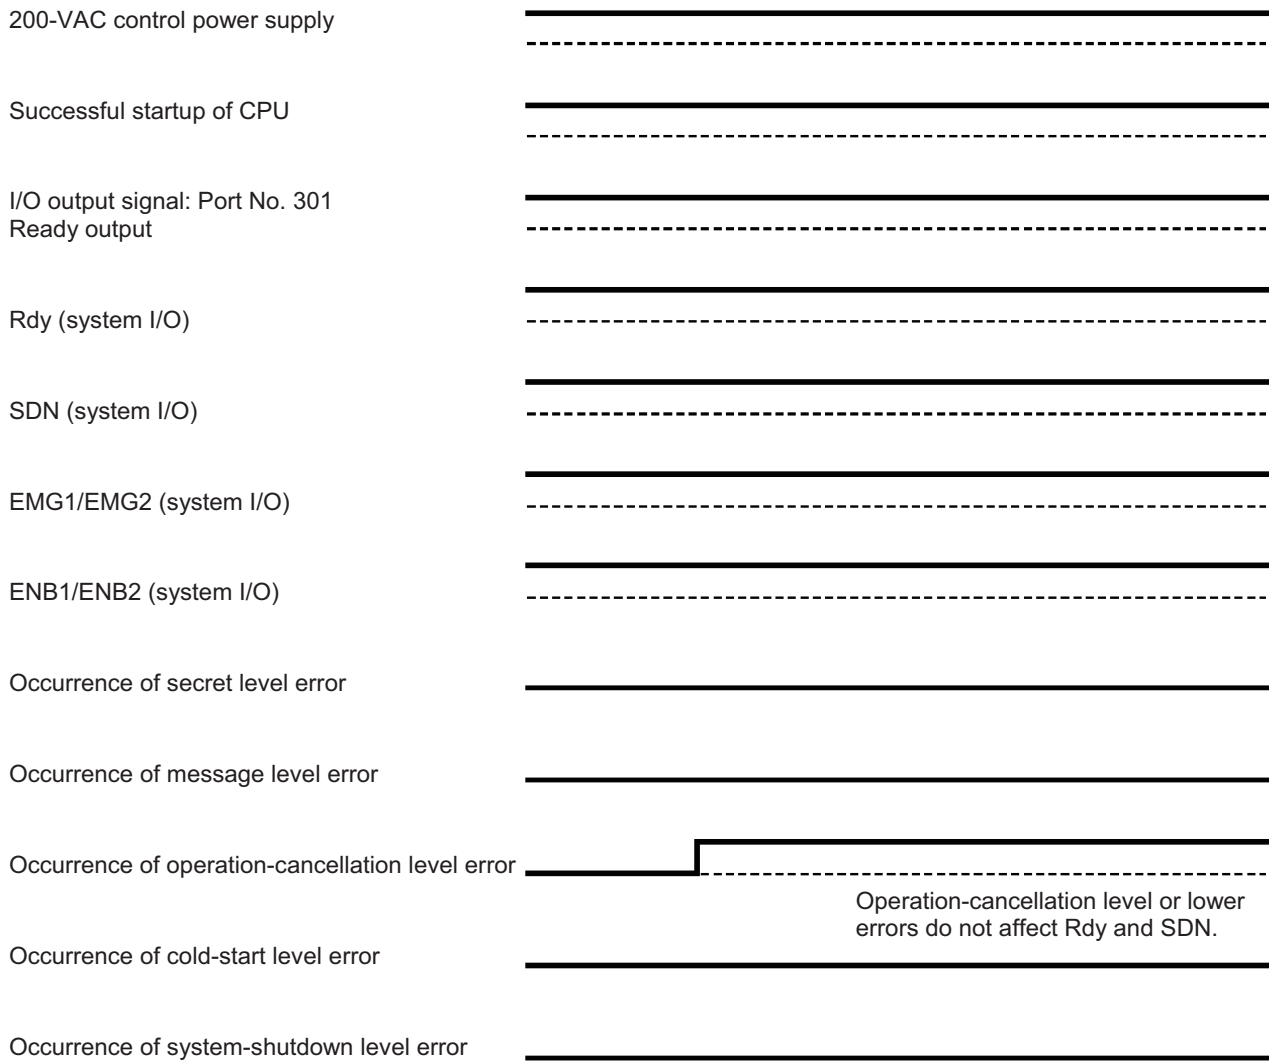 200-VAC control power supply
Successful startup of CPU
I/O output signal: Port No. 301
Ready output
Rdy (system I/O)
SDN (system I/O)
EMG1/EMG2 (system I/O)
ENB1/ENB2 (system I/O)
Occurrence of secret level error
Occurrence of message level error
Occurrence of operation-cancellation level error
Operation-cancellation level or lower
errors do not affect Rdy and SDN.
Occurrence of cold-start level error
Occurrence of system-shutdown level error